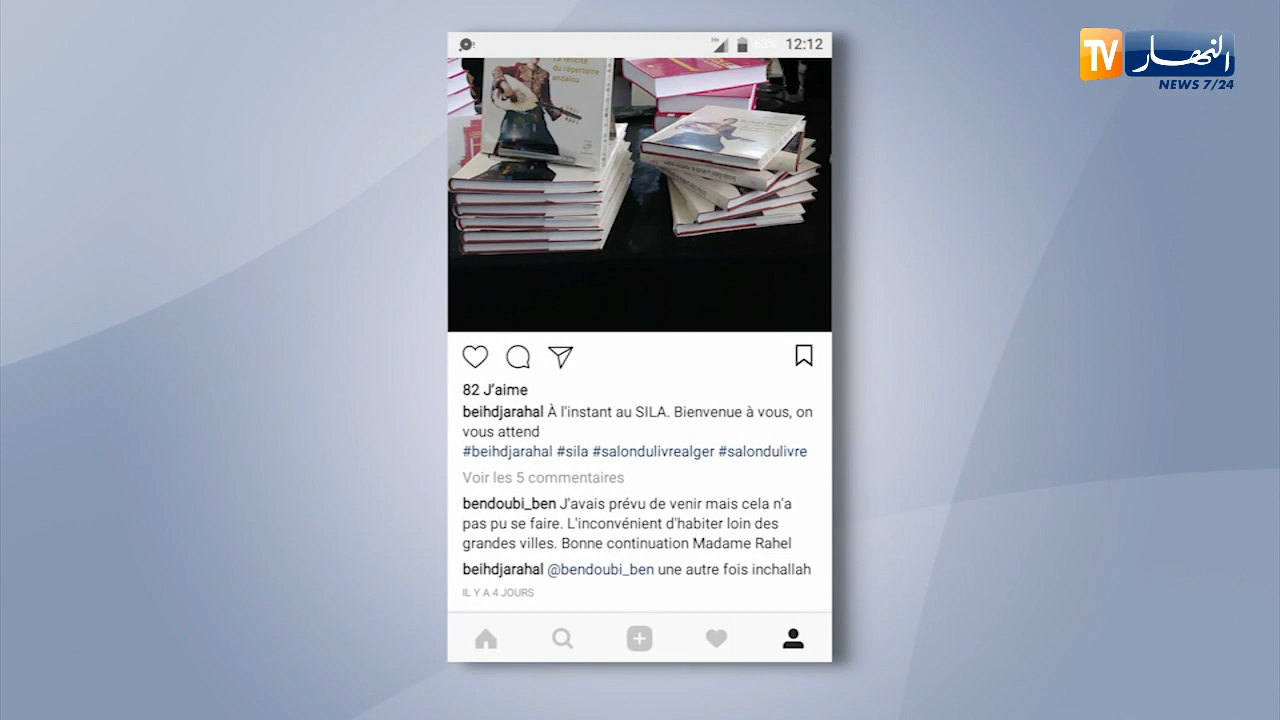 النهار TV
NEWS 7/24
63% 12:12
La félicité
du répertoire
andalou
82 J'aime
beihdjarahal À l'instant au SILA. Bienvenue à vous, on
vous attend
#beihdjarahal #sila #salondulivrealger #salondulivre
Voir les 5 commentaires
bendoubi_ben J'avais prévu de venir mais cela n'a
pas pu se faire. L'inconvénient d'habiter loin des
grandes villes. Bonne continuation Madame Rahel
beihdjarahal @bendoubi_ben une autre fois inchallah
IL Y A 4 JOURS